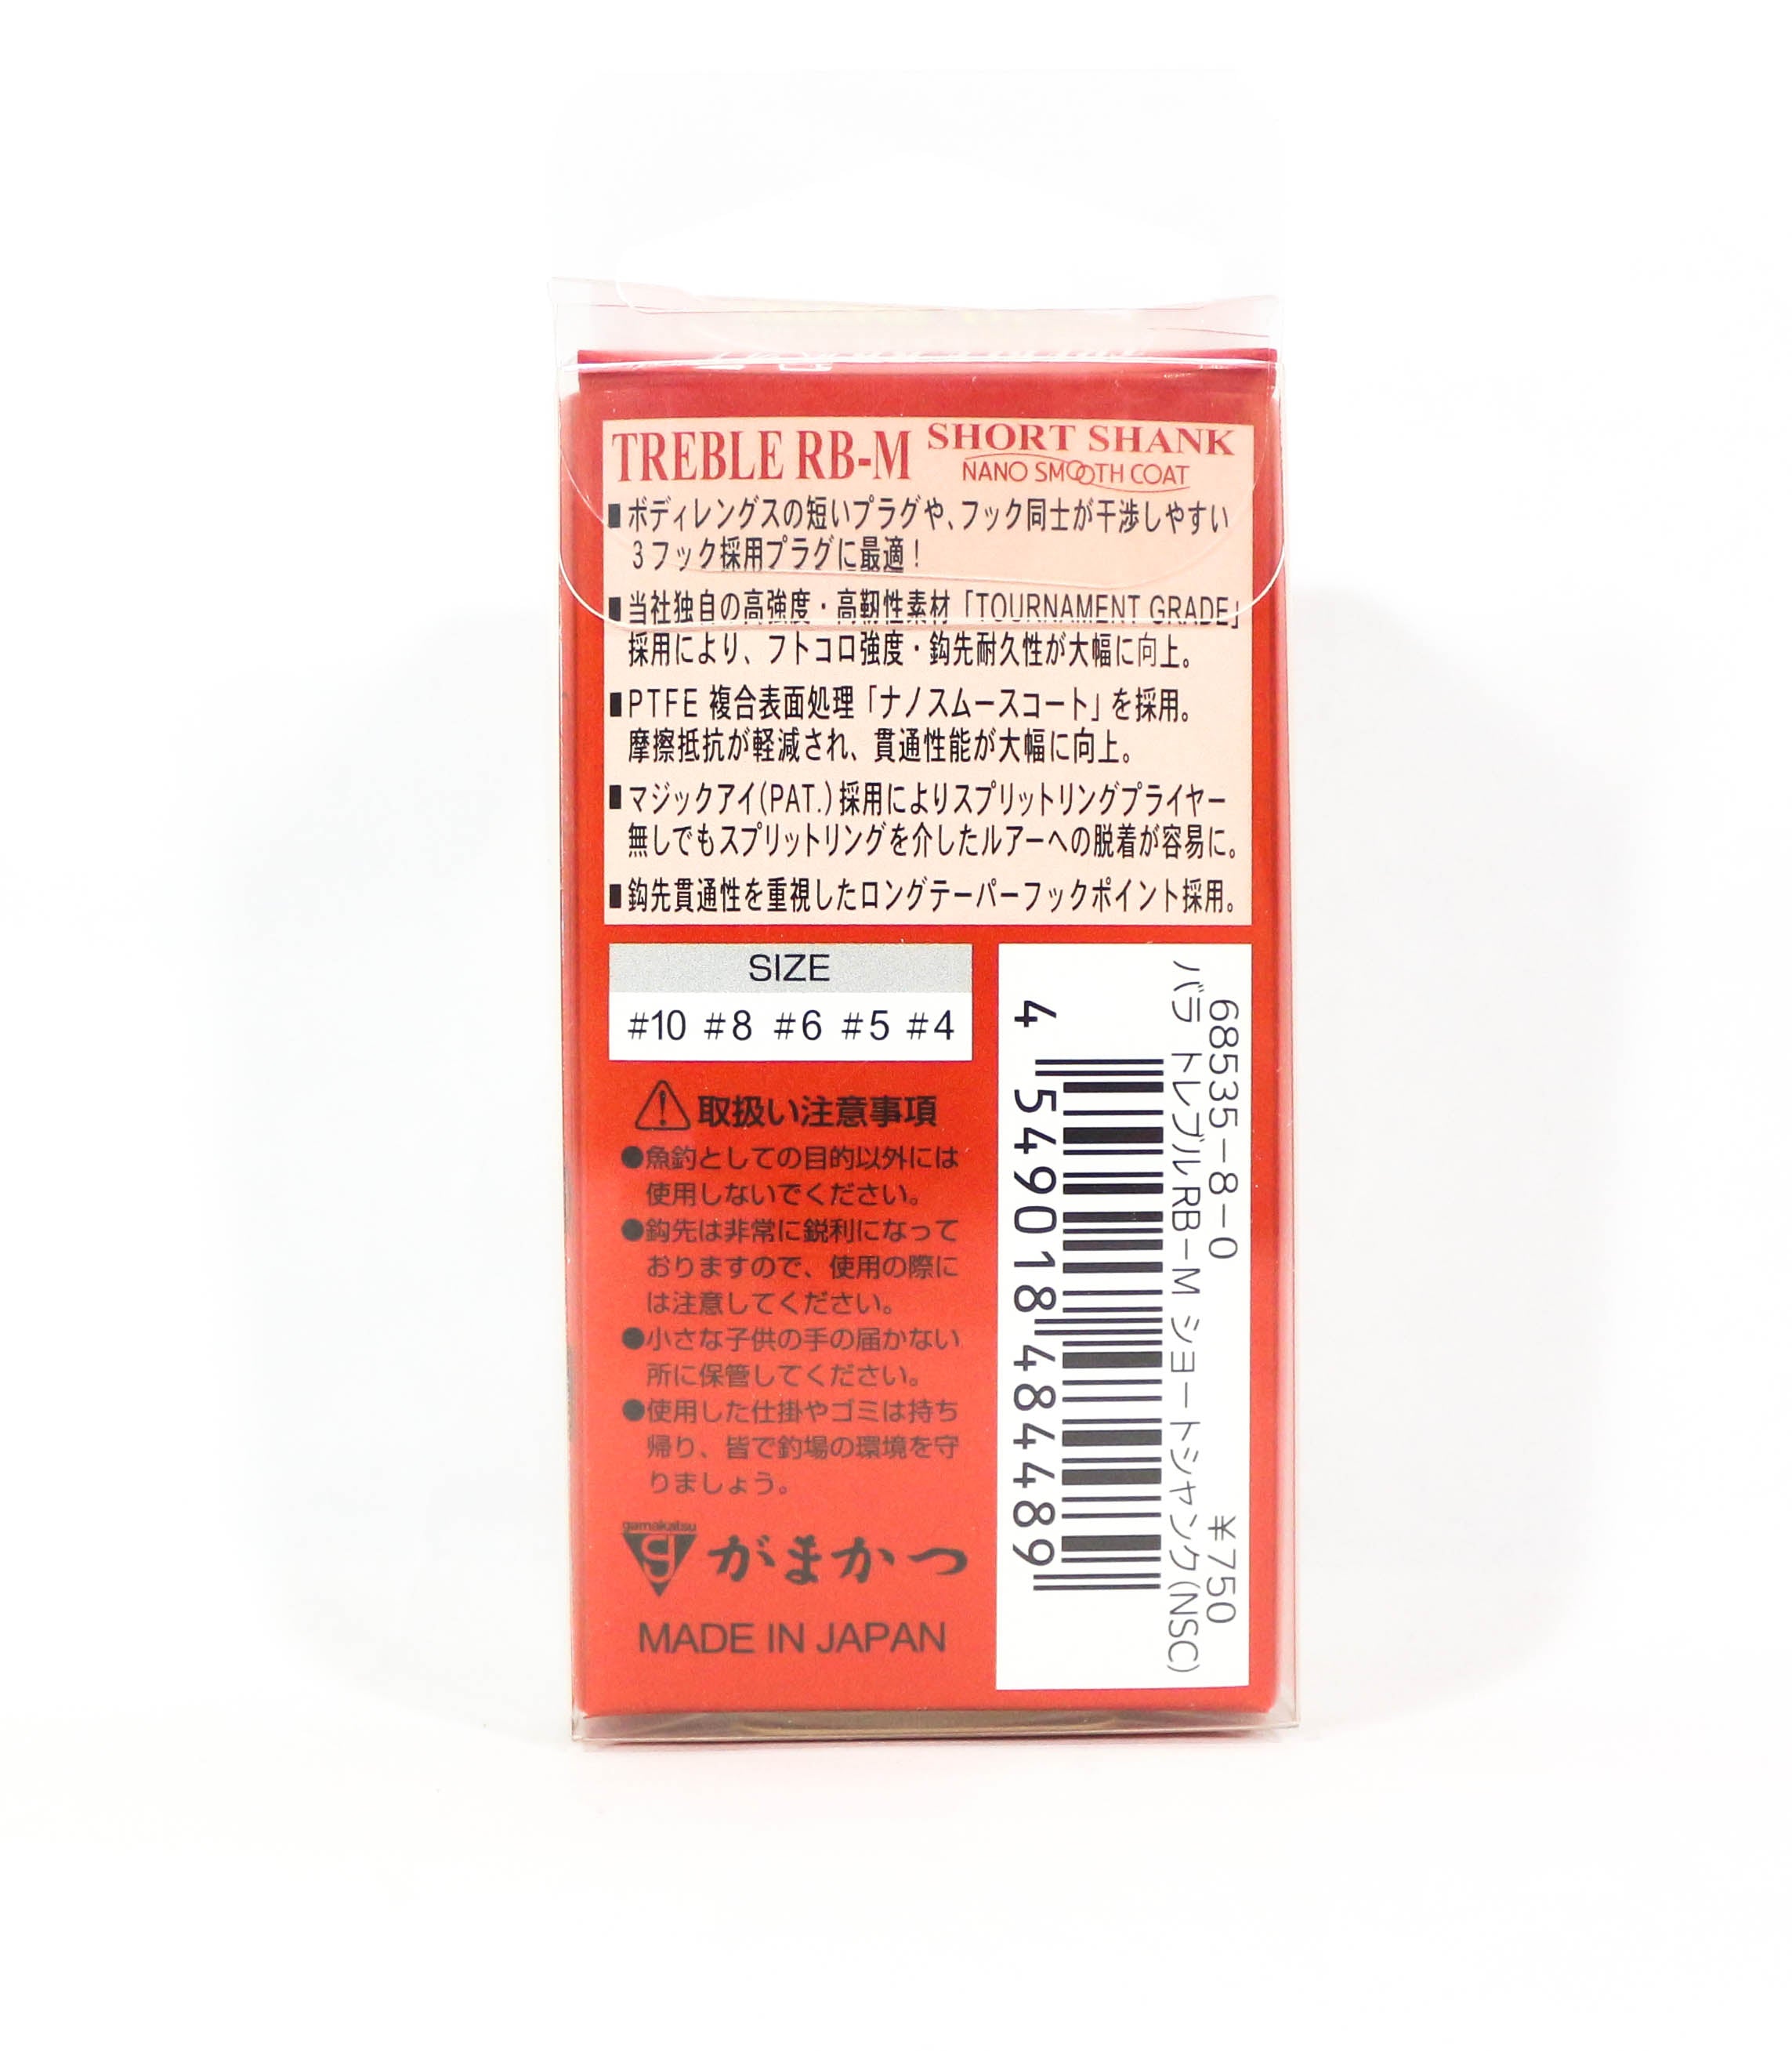 TREBLE RB-M SHORT SHANK
NANO SMOOTH COAT
■ボディレングスの短いプラグや、フック同士が干渉しやすい
3フック採用プラグに最適！
■当社独自の高強度・高靭性素材「TOURNAMENT GRADE」
採用により、フトコロ強度・鈎先耐久性が大幅に向上。
■PTFE 複合表面処理「ナノスムースコート」を採用。
摩擦抵抗が軽減され、貫通性能が大幅に向上。
■マジックアイ(PAT.)採用によりスプリットリングプライヤー
無しでもスプリットリングを介したルアーへの脱着が容易に。
■鈎先貫通性を重視したロングテーパーフックポイント採用。
SIZE
#10 #8 #6 #5 #4
取扱い注意事項
●魚釣としての目的以外には
使用しないでください。
●鈎先は非常に鋭利になって
おりますので、使用の際に
は注意してください。
●小さな子供の手の届かない
所に保管してください。
●使用した仕掛やゴミは持ち
帰り、皆で釣場の環境を守
りましょう。
gamakatsu
がまかつ
MADE IN JAPAN
68535-8-0 ¥750
バラ トレブルRB-M ショートシャンク(NSC)
4 549018 484489